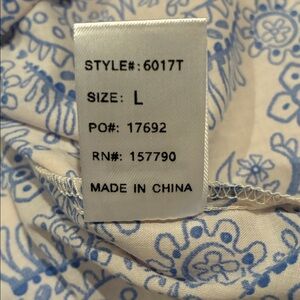 STYLE#: 6017T
SIZE: L
PO#: 17692
RN#: 157790
MADE IN CHINA